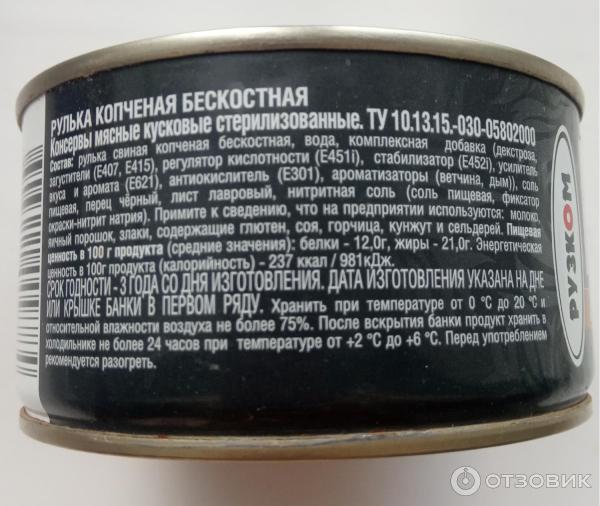 РУЛЬКА КОПЧЕНАЯ БЕСКОСТНАЯ
Консервы мясные кусковые стерилизованные. ТУ 10.13.15.-030-05802000
Состав: рулька свиная копченая бескостная, вода, комплексная добавка (декстроза,
загустители (Е407, Е415), регулятор кислотности (Е451i), стабилизатор (Е452i), усилитель
вкуса и аромата (Е621), антиокислитель (Е301), ароматизаторы (ветчина, дым)), соль
пищевая, перец чёрный, лист лавровый, нитритная соль (соль пищевая, фиксатор
окраски-нитрит натрия). Примите к сведению, что на предприятии используются: молоко,
яичный порошок, злаки, содержащие глютен, соя, горчица, кунжут и сельдерей. Пищевая
ценность в 100 г продукта (средние значения): белки - 12,0г, жиры - 21,0г. Энергетическая
ценность в 100г продукта (калорийность) - 237 ккал / 981кДж.
СРОК ГОДНОСТИ - 3 ГОДА СО ДНЯ ИЗГОТОВЛЕНИЯ. ДАТА ИЗГОТОВЛЕНИЯ УКАЗАНА НА ДНЕ
ИЛИ КРЫШКЕ БАНКИ В ПЕРВОМ РЯДУ. Хранить при температуре от 0 °С до 20 °С и
относительной влажности воздуха не более 75%. После вскрытия банки продукт хранить в
холодильнике не более 24 часов при температуре от +2 °С до +6 °С. Перед употреблением
рекомендуется разогреть.
РУЗКОМ
ОТЗОВИК